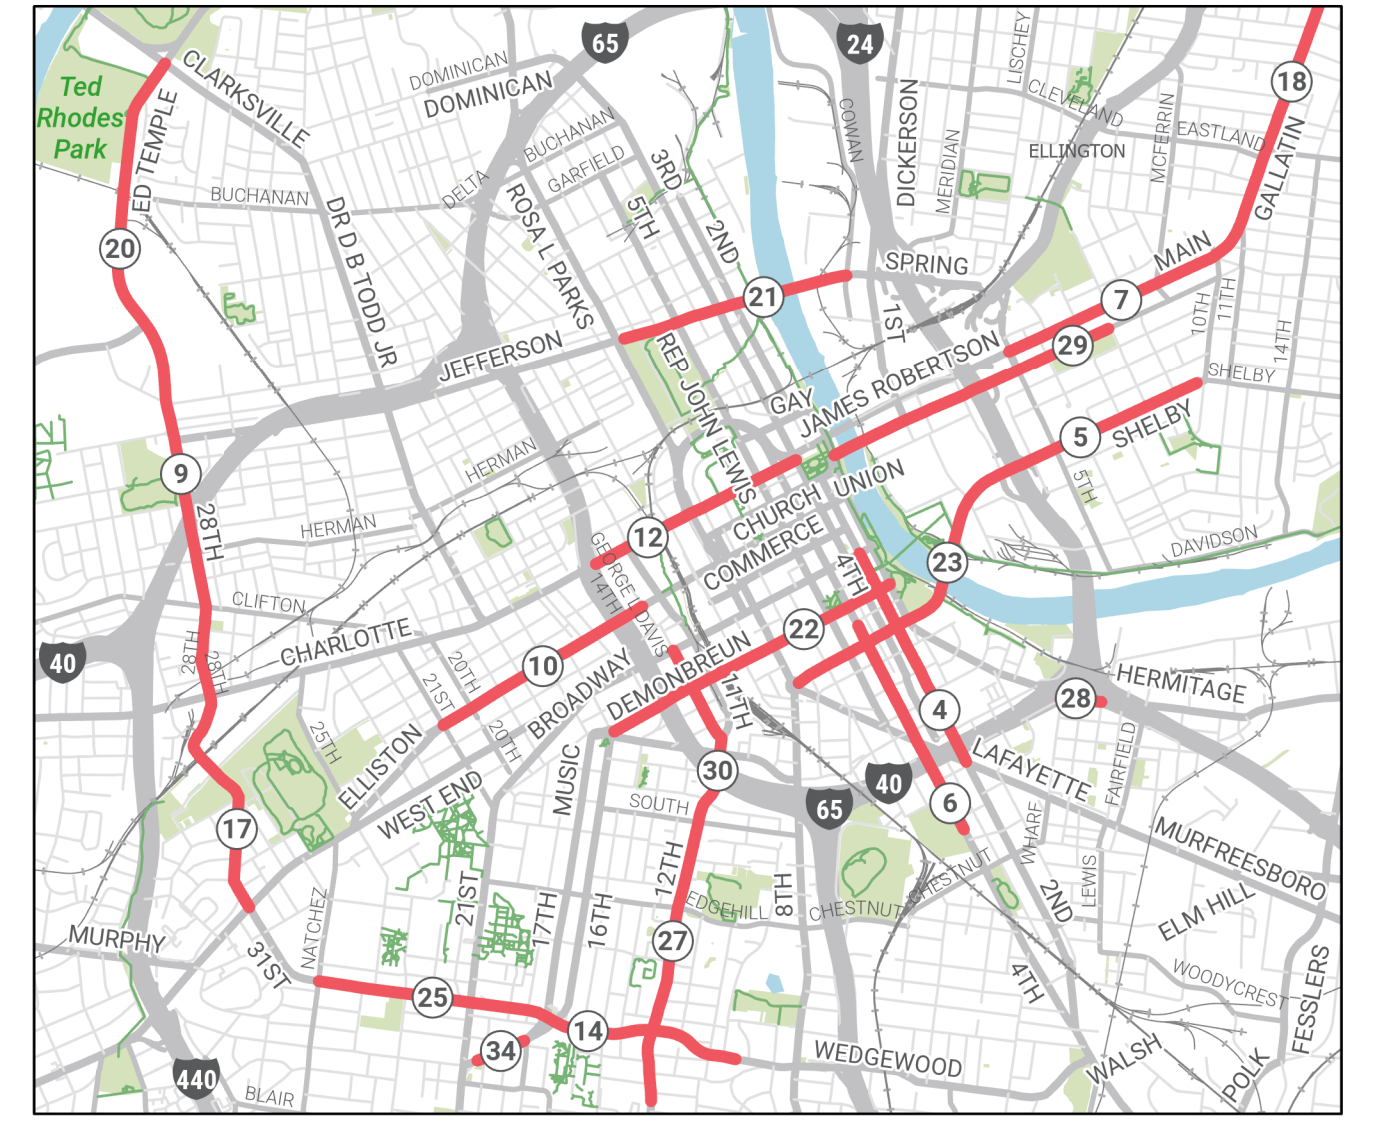 65
24
DOMINICAN
DOMINICAN
CLARKSVILLE
Ted
Rhodes
Park
LISCHEY
CLEVELAND
18
DICKERSON
COWAN
MERIDIAN
MCFERRIN
EASTLAND
ELLINGTON
GALLATIN
BUCHANAN
GARFIELD
3RD
ED TEMPLE
BUCHANAN
DELTA
ROSA L PARKS
5TH
2ND
DR D B TODD JR
20
SPRING
MAIN
21
7
1ST
10TH
11TH
14TH
JEFFERSON
REP JOHN LEWIS
29
JAMES ROBERTSON
GAY
SHELBY
5
SHELBY
HERMAN
9
UNION
CHURCH
5TH
28TH
HERMAN
12
COMMERCE
DAVIDSON
GEORGE L DAVIS
14TH
4TH
23
CLIFTON
CHARLOTTE
22
40
28TH
28TH
20TH
21ST
10
BROADWAY
DEMONBREUN
11TH
HERMITAGE
28
4
25TH
20TH
ELLISTON
MUSIC
30
40
LAFAYETTE
FAIRFIELD
WEST END
65
6
SOUTH
17
WHARF
MURFREESBORO
12TH
8TH
CHESTNUT
CHESTNUT
EDGEHILL
LEWIS
2ND
ELM HILL
21ST
17TH
16TH
NATCHEZ
27
MURPHY
31ST
4TH
WOODYCREST
FESSLERS
25
14
34
WEDGEWOOD
WALSH
POLK
440
BLAIR